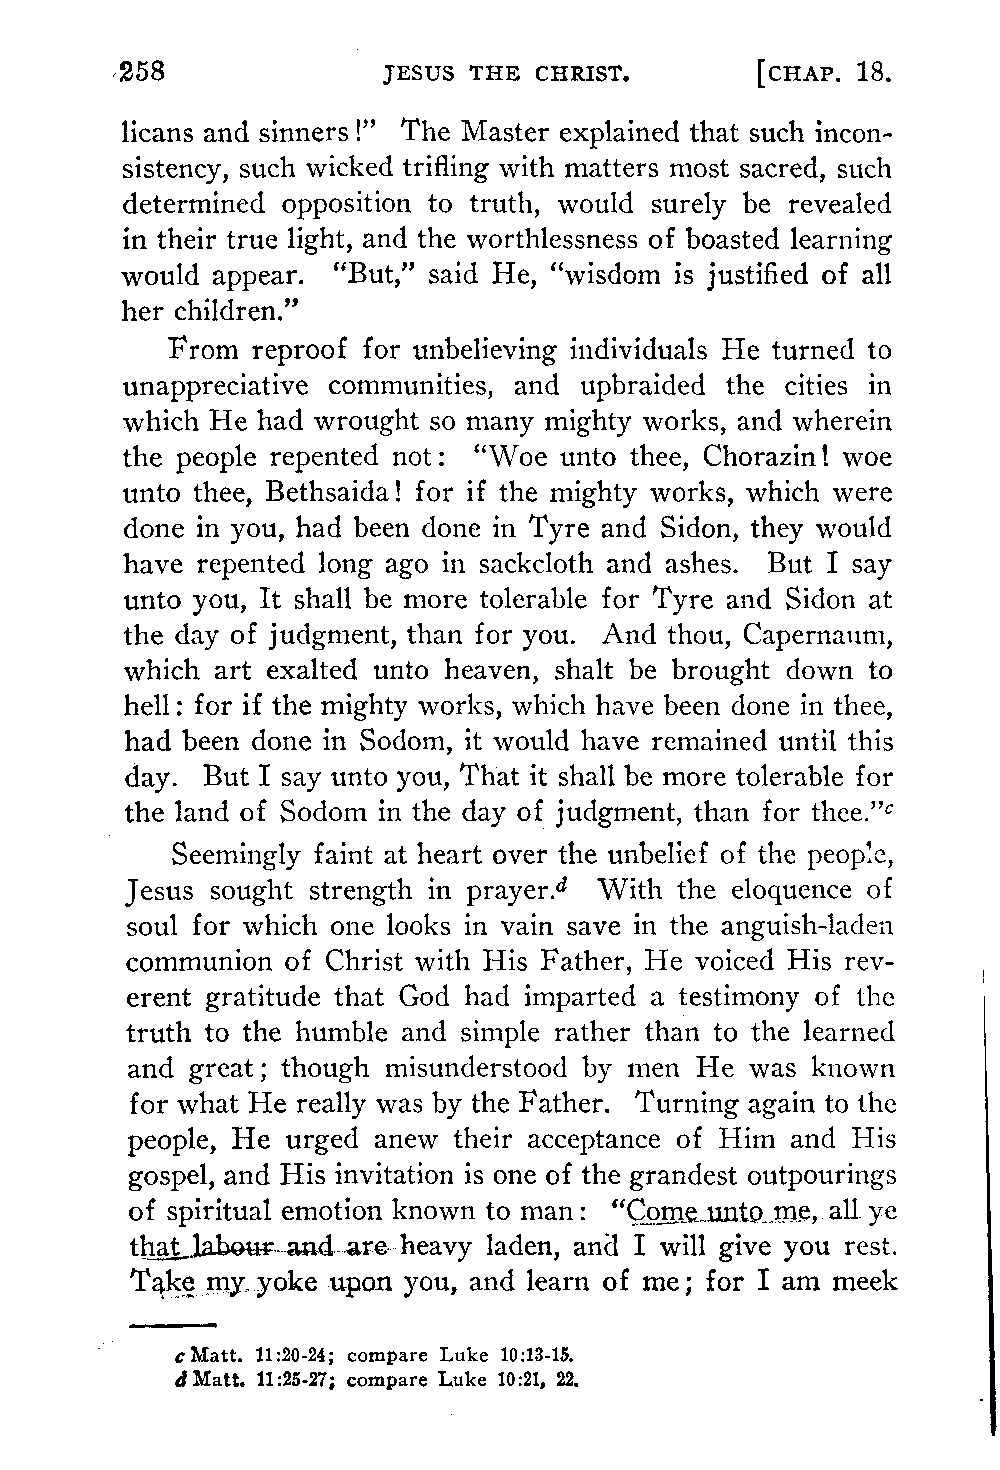 258 JESUS THE CHRIST. [CHAP. 18.
licans and sinners!” The Master explained that such incon-
sistency, such wicked trifling with matters most sacred, such
determined opposition to truth, would surely be revealed
in their true light, and the worthlessness of boasted learning
would appear. “But,” said He, “wisdom is justified of all
her children.”
From reproof for unbelieving individuals He turned to
unappreciative communities, and upbraided the cities in
which He had wrought so many mighty works, and wherein
the people repented not: “Woe unto thee, Chorazin! woe
unto thee, Bethsaida! for if the mighty works, which were
done in you, had been done in Tyre and Sidon, they would
have repented long ago in sackcloth and ashes. But I say
unto you, It shall be more tolerable for Tyre and Sidon at
the day of judgment, than for you. And thou, Capernaum,
which art exalted unto heaven, shalt be brought down to
hell: for if the mighty works, which have been done in thee,
had been done in Sodom, it would have remained until this
day. But I say unto you, That it shall be more tolerable for
the land of Sodom in the day of judgment, than for thee.”c
Seemingly faint at heart over the unbelief of the people,
Jesus sought strength in prayer.d With the eloquence of
soul for which one looks in vain save in the anguish-laden
communion of Christ with His Father, He voiced His rev-
erent gratitude that God had imparted a testimony of the
truth to the humble and simple rather than to the learned
and great; though misunderstood by men He was known
for what He really was by the Father. Turning again to the
people, He urged anew their acceptance of Him and His
gospel, and His invitation is one of the grandest outpourings
of spiritual emotion known to man: “Come unto me, all ye
that labour and are heavy laden, and I will give you rest.
Take my yoke upon you, and learn of me; for I am meek
c Matt. 11:20-24; compare Luke 10:13-15.
d Matt. 11:25-27; compare Luke 10:21, 22.